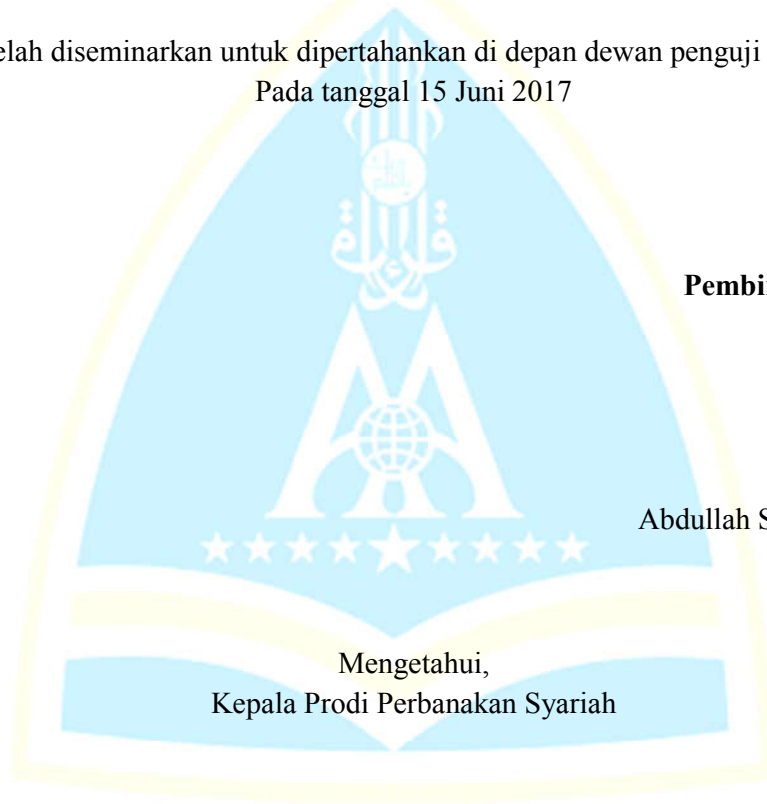 elah diseminarkan untuk dipertahankan di depan dewan penguji
Pada tanggal 15 Juni 2017
Pembi
Abdullah S
Mengetahui,
Kepala Prodi Perbanakan Syariah